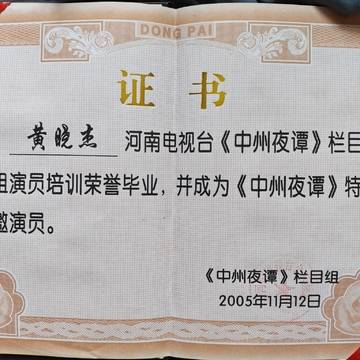 DONG PAI
证书
黄晓杰 河南电视台《中州夜谭》栏目
组演员培训荣誉毕业，并成为《中州夜谭》特
邀演员。
《中州夜谭》栏目组
2005年11月12日